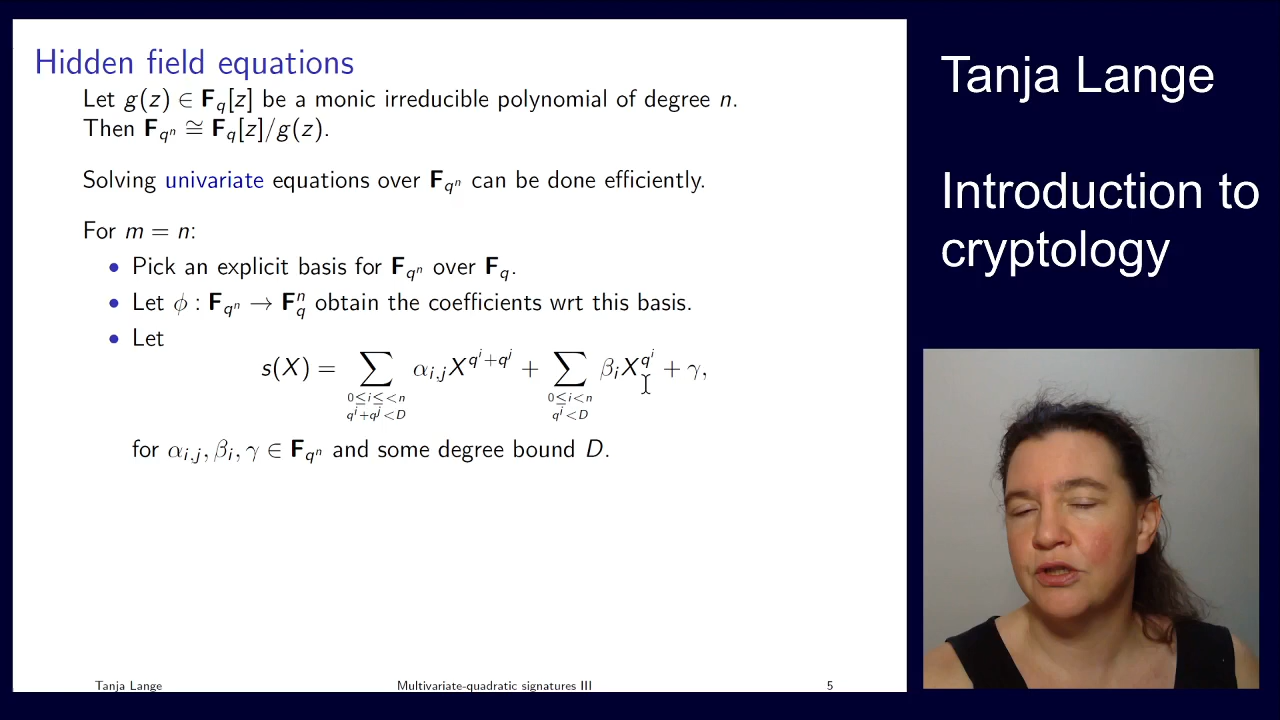 Hidden field equations
Let g(z) ∈ F_q[z] be a monic irreducible polynomial of degree n.
Then F_{q^n} ≅ F_q[z]/g(z).
Solving univariate equations over F_{q^n} can be done efficiently.
For m = n:
• Pick an explicit basis for F_{q^n} over F_q.
• Let ϕ : F_{q^n} → F_q^n obtain the coefficients wrt this basis.
• Let
s(X) = ∑_{0≤i≤<n, q^i+q^j<D} α_{i,j}X^{q^i+q^j} + ∑_{0≤i<n, q^i<D} β_iX^{q^i} + γ,
for α_{i,j}, β_i, γ ∈ F_{q^n} and some degree bound D.
Tanja Lange
Multivariate-quadratic signatures III
5
Tanja Lange
Introduction to
cryptology